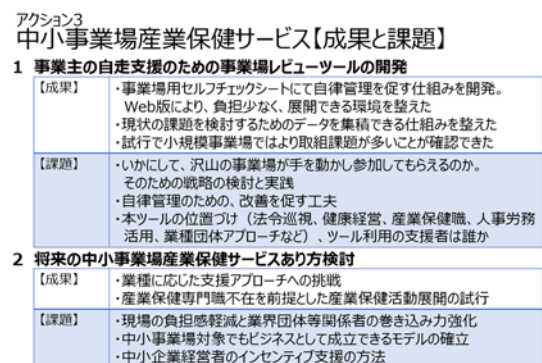 アクション3
中小事業場産業保健サービス【成果と課題】
1 事業主の自走支援のための事業場レビューツールの開発
【成果】 ・事業場用セルフチェックシートにて自律管理を促す仕組みを開発。
Web版により、負担少なく、展開できる環境を整えた
・現状の課題を検討するためのデータを集積できる仕組みを整えた
・試行で小規模事業場ではより取組課題が多いことが確認できた
【課題】 ・いかにして、沢山の事業場が手を動かし参加してもらえるのか。
そのための戦略の検討と実践
・自律管理のための、改善を促す工夫
・本ツールの位置づけ（法令巡視、健康経営、産業保健職、人事労務
活用、業種団体アプローチなど）、ツール利用の支援者は誰か
2 将来の中小事業場産業保健サービスあり方検討
【成果】 ・業種に応じた支援アプローチへの挑戦
・産業保健専門職不在を前提とした産業保健活動展開の試行
【課題】 ・現場の負担感軽減と業界団体等関係者の巻き込み力強化
・中小事業場対象でもビジネスとして成立できるモデルの確立
・中小企業経営者のインセンティブ支援の方法